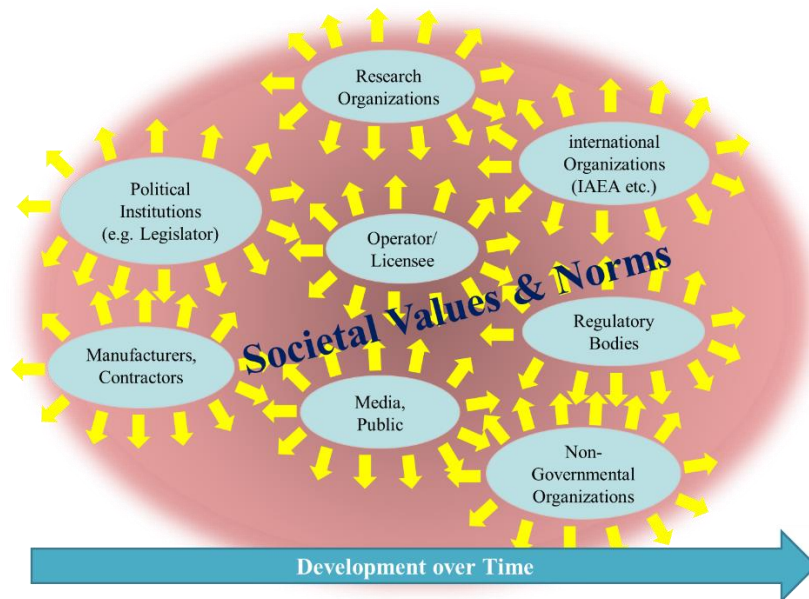 Research
Organizations
international
Organizations
(IAEA etc.)
Political
Institutions
(e.g. Legislator)
Operator/
Licensee
Societal Values & Norms
Regulatory
Bodies
Manufacturers,
Contractors
Media,
Public
Non-
Governmental
Organizations
Development over Time